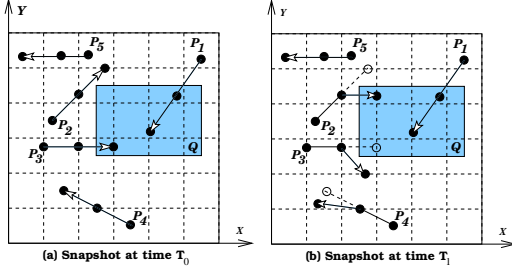 Y
P5
P1
P2
P3
Q
P4
X
(a) Snapshot at time T0
Y
P5
P1
P2
P3
Q
P4
X
(b) Snapshot at time T1